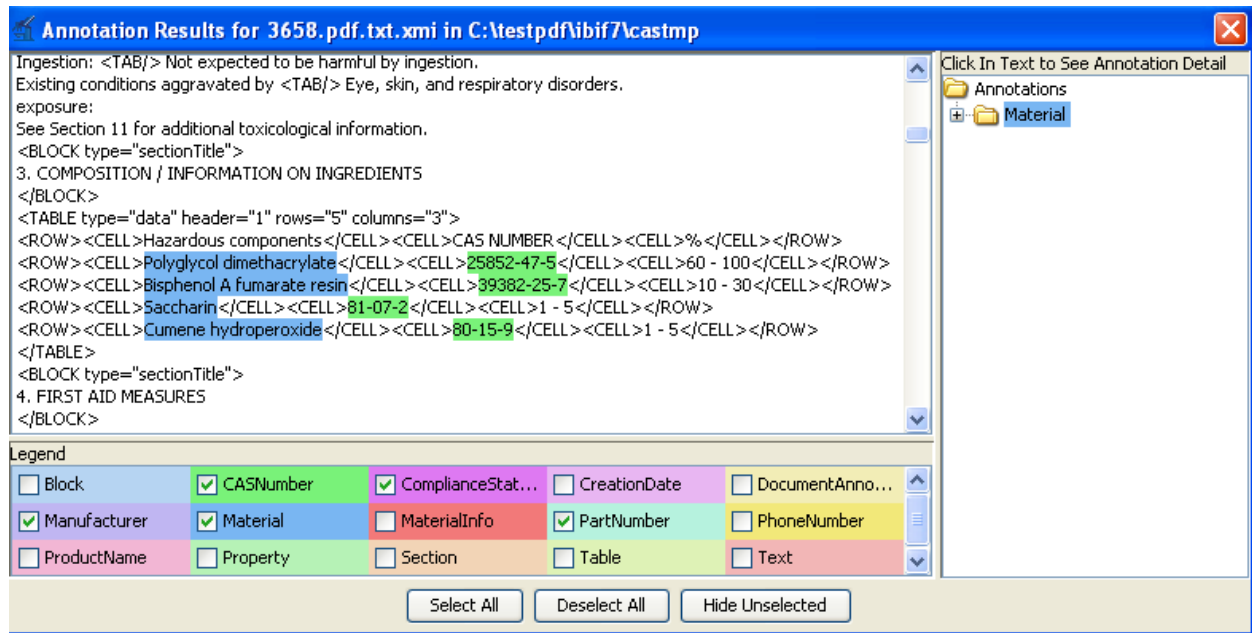 Annotation Results for 3658.pdf.txt.xmi in C:\testpdf\ibif7\castmp
Ingestion: <TAB/> Not expected to be harmful by ingestion.
Existing conditions aggravated by <TAB/> Eye, skin, and respiratory disorders.
exposure:
See Section 11 for additional toxicological information.
<BLOCK type="sectionTitle">
3. COMPOSITION / INFORMATION ON INGREDIENTS
</BLOCK>
<TABLE type="data" header="1" rows="5" columns="3">
<ROW><CELL>Hazardous components</CELL><CELL>CAS NUMBER</CELL><CELL>%</CELL></ROW>
<ROW><CELL>Polyglycol dimethacrylate</CELL><CELL>25852-47-5</CELL><CELL>60 - 100</CELL></ROW>
<ROW><CELL>Bisphenol A fumarate resin</CELL><CELL>39382-25-7</CELL><CELL>10 - 30</CELL></ROW>
<ROW><CELL>Saccharin</CELL><CELL>81-07-2</CELL><CELL>1 - 5</CELL></ROW>
<ROW><CELL>Cumene hydroperoxide</CELL><CELL>80-15-9</CELL><CELL>1 - 5</CELL></ROW>
</TABLE>
<BLOCK type="sectionTitle">
4. FIRST AID MEASURES
</BLOCK>
Click In Text to See Annotation Detail
Annotations
Material
Legend
Block CASNumber ComplianceStat... CreationDate DocumentAnno...
Manufacturer Material MaterialInfo PartNumber PhoneNumber
ProductName Property Section Table Text
Select All Deselect All Hide Unselected